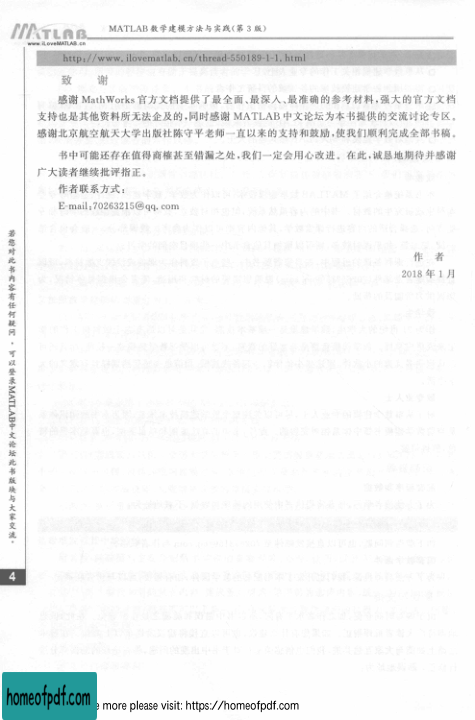 MATLAB
www.iLoveMATLAB.cn
MATLAB 数学建模方法与实践(第 3 版)
http://www.ilovematlab.cn/thread-550189-1-1.html
致 谢
感谢 MathWorks 官方文档提供了最全面、最深入、最准确的参考材料,强大的官方文档
支持也是其他资料所无法企及的,同时感谢 MATLAB 中文论坛为本书提供的交流讨论专区。
感谢北京航空航天大学出版社陈守平老师一直以来的支持和鼓励,使我们顺利完成全部书稿。
书中可能还存在值得商榷甚至错漏之处,我们一定会用心改进。在此,诚恳地期待并感谢
广大读者继续批评指正。
作者联系方式:
E-mail:70263215@qq.com
作 者
2018 年 1 月
若您对此书内容有任何疑问,可以登录MATLAB中文论坛此书版块与大家交流。
4
homeofpdf.com
e more please visit: https://homeofpdf.com